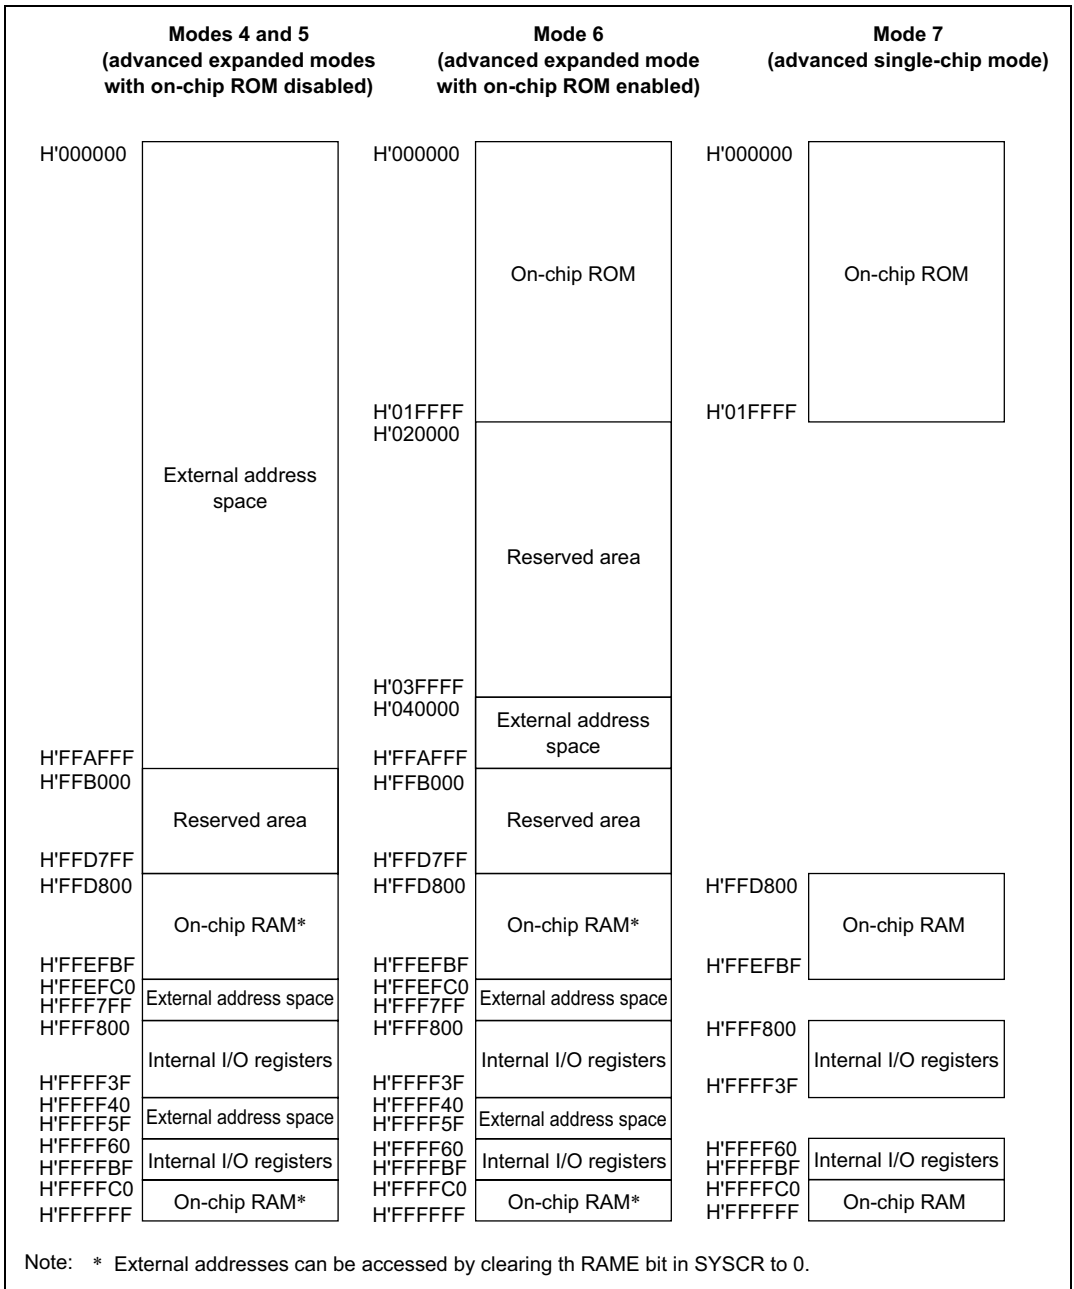 Modes 4 and 5
(advanced expanded modes
with on-chip ROM disabled)
H'000000
External address
space
H'FFAFFF
H'FFB000
Reserved area
H'FFD7FF
H'FFD800
On-chip RAM*
H'FFEFBF
H'FFEFC0
External address space
H'FFF7FF
H'FFF800
Internal I/O registers
H'FFFF3F
H'FFFF40
External address space
H'FFFF5F
H'FFFF60
Internal I/O registers
H'FFFFBF
H'FFFFC0
On-chip RAM*
H'FFFFFF
Mode 6
(advanced expanded mode
with on-chip ROM enabled)
H'000000
On-chip ROM
H'01FFFF
H'020000
Reserved area
H'03FFFF
H'040000
External address
space
H'FFAFFF
H'FFB000
Reserved area
H'FFD7FF
H'FFD800
On-chip RAM*
H'FFEFBF
H'FFEFC0
External address space
H'FFF7FF
H'FFF800
Internal I/O registers
H'FFFF3F
H'FFFF40
External address space
H'FFFF5F
H'FFFF60
Internal I/O registers
H'FFFFBF
H'FFFFC0
On-chip RAM*
H'FFFFFF
Mode 7
(advanced single-chip mode)
H'000000
On-chip ROM
H'01FFFF
H'FFD800
On-chip RAM
H'FFEFBF
H'FFF800
Internal I/O registers
H'FFFF3F
H'FFFF60
Internal I/O registers
H'FFFFBF
H'FFFFC0
On-chip RAM
H'FFFFFF
Note: * External addresses can be accessed by clearing th RAME bit in SYSCR to 0.